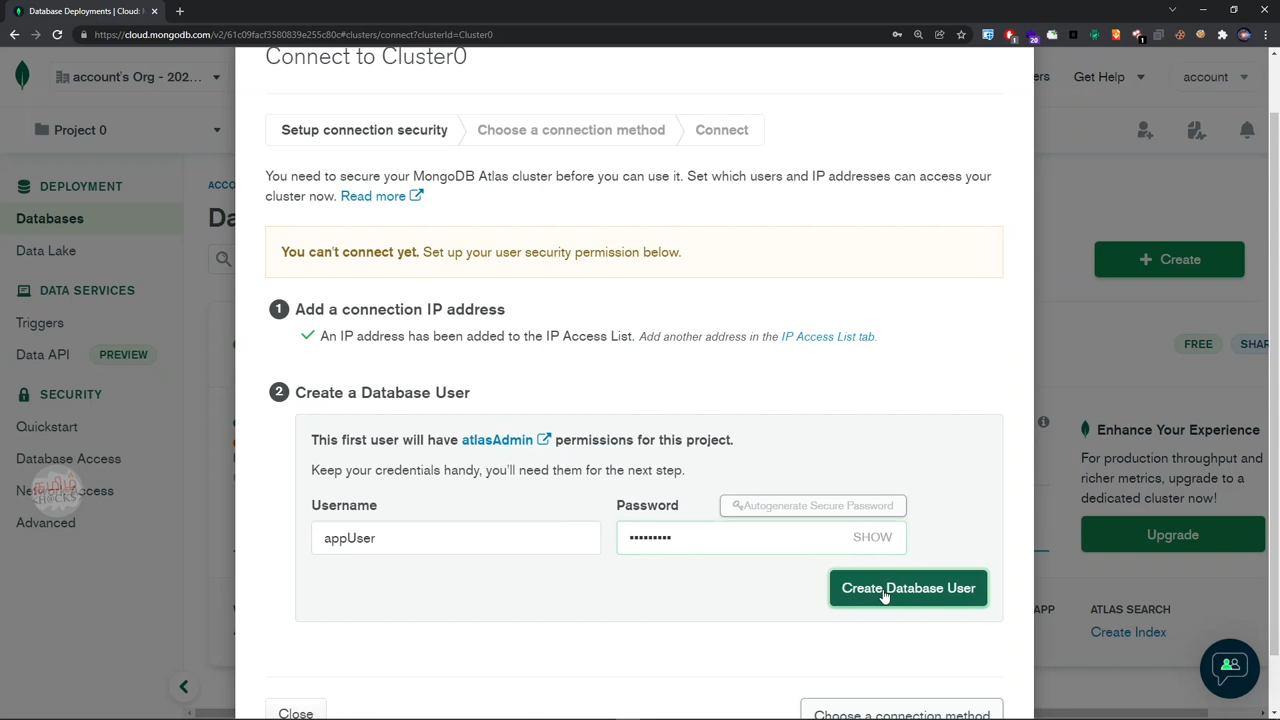 Database Deployments | Cloud: M
https://cloud.mongodb.com/v2/61c09facf3580839e255c80c#clusters/connect?clusterId=Cluster0
1
20
1
account's Org - 202...
Get Help
account
Project 0
DEPLOYMENT
Databases
Data Lake
DATA SERVICES
Triggers
Data API
PREVIEW
SECURITY
Quickstart
Database Access
Advanced
Connect to Cluster0
Setup connection security
Choose a connection method
Connect
You need to secure your MongoDB Atlas cluster before you can use it. Set which users and IP addresses can access your
cluster now. Read more
You can't connect yet. Set up your user security permission below.
1 Add a connection IP address
An IP address has been added to the IP Access List. Add another address in the IP Access List tab.
2 Create a Database User
This first user will have atlasAdmin permissions for this project.
Keep your credentials handy, you'll need them for the next step.
Username
Password
Autogenerate Secure Password
appUser
•••••••••
SHOW
Create Database User
Close
Choose a connection method
+ Create
FREE
SHAR
Enhance Your Experience
For production throughput and
richer metrics, upgrade to a
dedicated cluster now!
Upgrade
APP
ATLAS SEARCH
Create Index